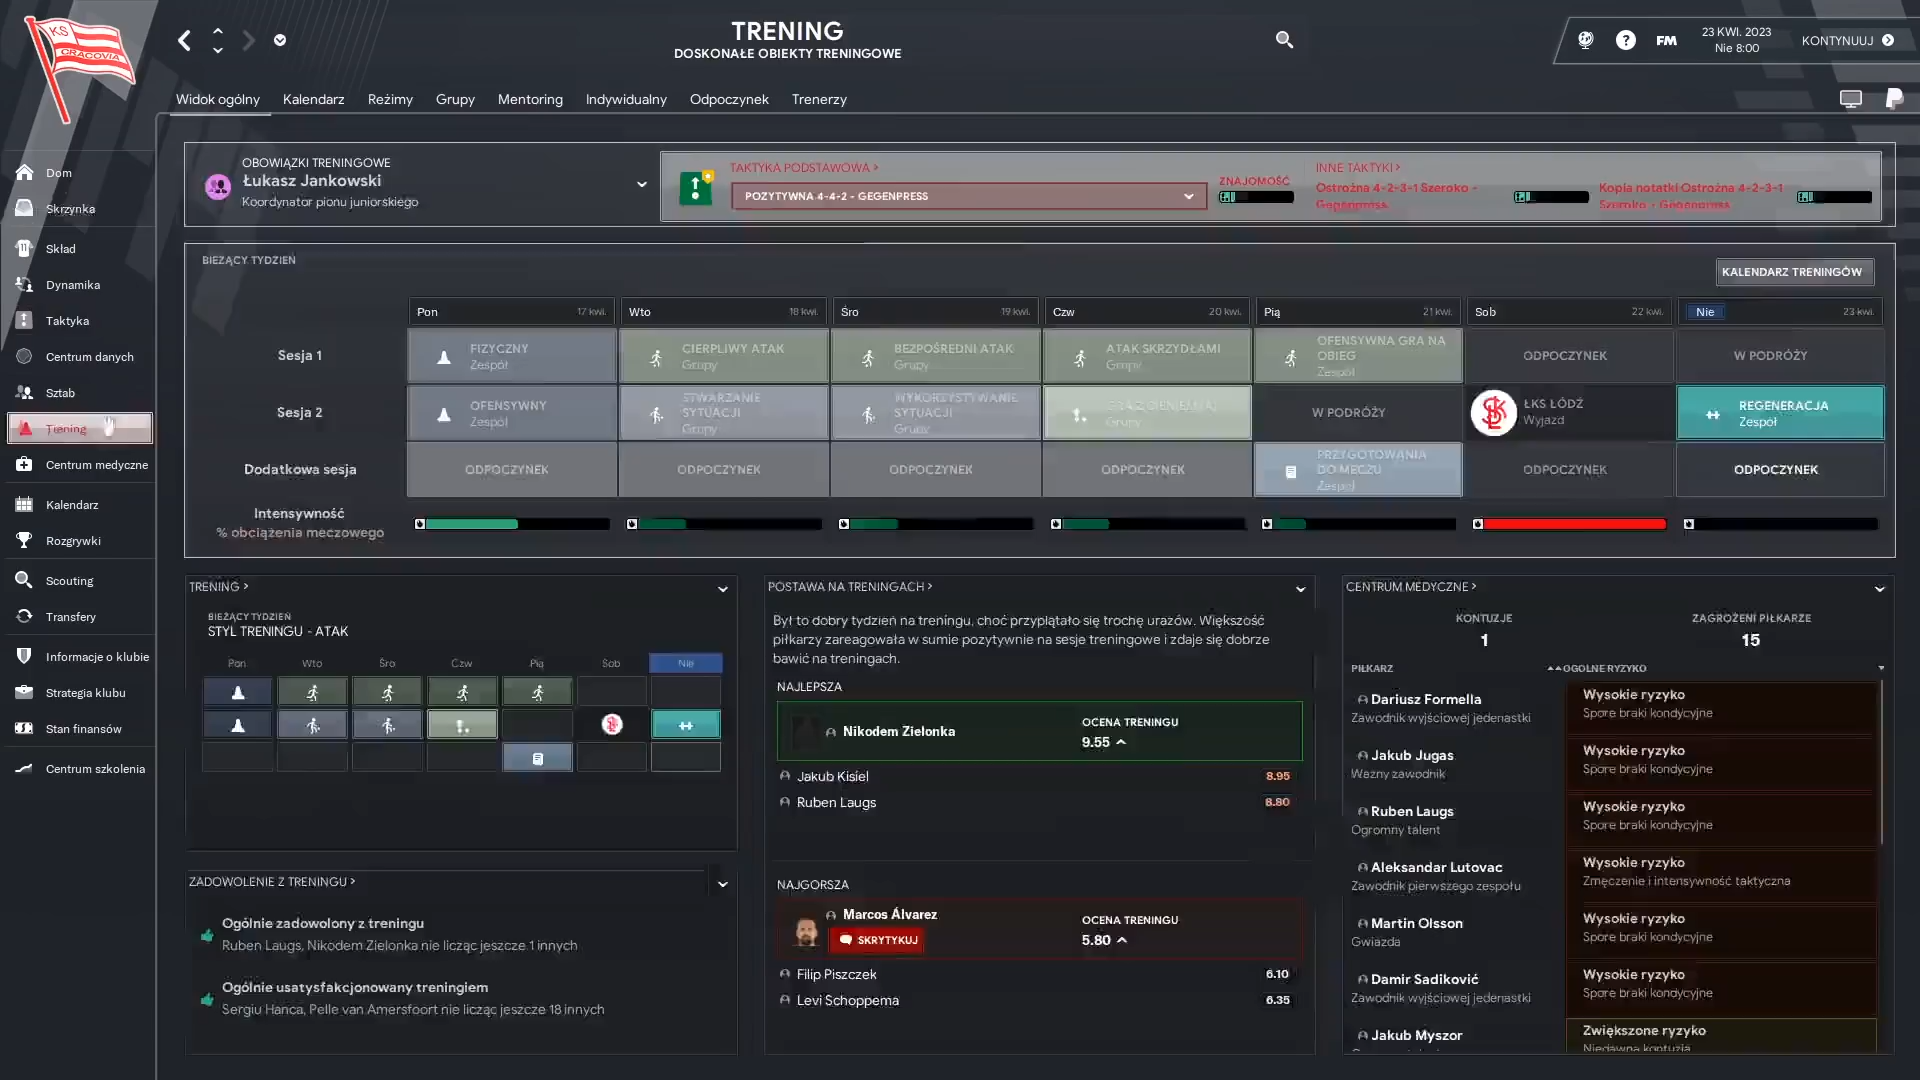 KS
CRACOVIA
TRENING
DOSKONAŁE OBIEKTY TRENINGOWE
FM
23 KWI. 2023
Nie 8:00
KONTYNUUJ
Widok ogólny
Kalendarz
Reżimy
Grupy
Mentoring
Indywidualny
Odpoczynek
Trenerzy
Dom
Skrzynka
Skład
Dynamika
Taktyka
Centrum danych
Sztab
Trening
Centrum medyczne
Kalendarz
Rozgrywki
Scouting
Transfery
Informacje o klubie
Strategia klubu
Stan finansów
Centrum szkolenia
OBOWIĄZKI TRENINGOWE
Łukasz Jankowski
Koordynator pionu juniorskiego
TAKTYKA PODSTAWOWA >
POZYTYWNA 4-4-2 - GEGENPRESS
ZNAJOMOŚĆ
INNE TAKTYKI >
Ostrożna 4-2-3-1 Szeroko -
Gegenpress
Kopia notatki Ostrożna 4-2-3-1
Szeroko - Gegenpress
BIEŻĄCY TYDZIEŃ
KALENDARZ TRENINGÓW
Pon 17 kwi.
Wto 18 kwi.
Śro 19 kwi.
Czw 20 kwi.
Pią 21 kwi.
Sob 22 kwi.
Nie 23 kwi.
Sesja 1
FIZYCZNY
Zespół
CIERPLIWY ATAK
Grupy
BEZPOŚREDNI ATAK
Grupy
ATAK SKRZYDŁAMI
Grupy
OFENSYWNA GRA NA
OBIEG
Zespół
ODPOCZYNEK
W PODRÓŻY
Sesja 2
OFENSYWNY
Zespół
STWARZANIE
SYTUACJI
Grupy
WYKORZYSTYWANIE
SYTUACJI
Grupy
Grupy
W PODRÓŻY
ŁKS ŁÓDŹ
Wyjazd
REGENERACJA
Zespół
Dodatkowa sesja
ODPOCZYNEK
ODPOCZYNEK
ODPOCZYNEK
ODPOCZYNEK
PRZYGOTOWANIA
DO MECZU
Zespół
ODPOCZYNEK
ODPOCZYNEK
Intensywność
% obciążenia meczowego
TRENING >
BIEŻĄCY TYDZIEŃ
STYL TRENINGU - ATAK
Pon Wto Śro Czw Pią Sob Nie
ZADOWOLENIE Z TRENINGU >
Ogólnie zadowolony z treningu
Ruben Laugs, Nikodem Zielonka nie licząc jeszcze 1 innych
Ogólnie usatysfakcjonowany treningiem
Sergiu Hanca, Pelle van Amersfoort nie licząc jeszcze 18 innych
POSTAWA NA TRENINGACH >
Był to dobry tydzień na treningu, choć przyplątało się trochę urazów. Większość
piłkarzy zareagowała w sumie pozytywnie na sesje treningowe i zdaje się dobrze
bawić na treningach.
NAJLEPSZA
Nikodem Zielonka
OCENA TRENINGU
9.55
Jakub Kisiel 8.95
Ruben Laugs 8.80
NAJGORSZA
Marcos Álvarez
SKRYTYKUJ
OCENA TRENINGU
5.80
Filip Piszczek 6.10
Levi Schoppema 6.35
CENTRUM MEDYCZNE >
KONTUZJE
1
ZAGROŻENI PIŁKARZE
15
PIŁKARZ
OGÓLNE RYZYKO
Dariusz Formella
Zawodnik wyjściowej jedenastki
Wysokie ryzyko
Spore braki kondycyjne
Jakub Jugas
Ważny zawodnik
Wysokie ryzyko
Spore braki kondycyjne
Ruben Laugs
Ogromny talent
Wysokie ryzyko
Spore braki kondycyjne
Aleksandar Lutovac
Zawodnik pierwszego zespołu
Wysokie ryzyko
Zmęczenie i intensywność taktyczna
Martin Olsson
Gwiazda
Wysokie ryzyko
Spore braki kondycyjne
Damir Sadiković
Zawodnik wyjściowej jedenastki
Wysokie ryzyko
Spore braki kondycyjne
Jakub Myszor
Zwiększone ryzyko
Niedawna kontuzja